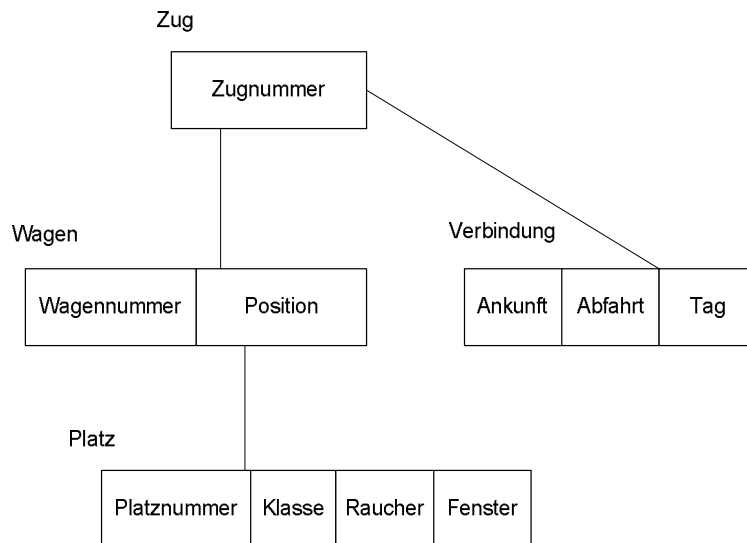 Zug
Zugnummer
Wagen
Verbindung
Wagennummer Position
Ankunft Abfahrt Tag
Platz
Platznummer Klasse Raucher Fenster